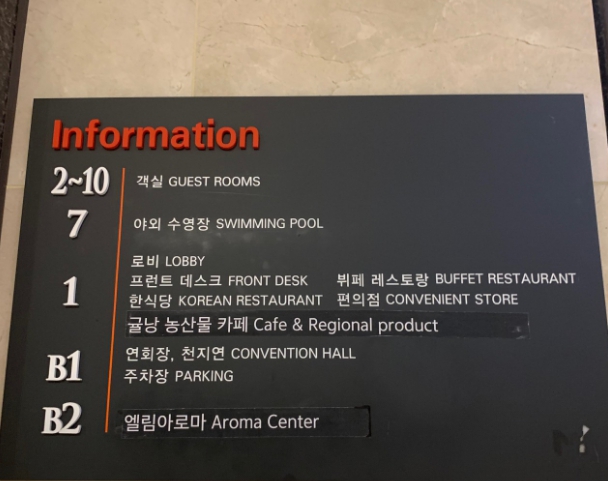 Information
2~10 객실 GUEST ROOMS
7 야외 수영장 SWIMMING POOL
로비 LOBBY
프런트 데스크 FRONT DESK 뷔페 레스토랑 BUFFET RESTAURANT
1 한식당 KOREAN RESTAURANT 편의점 CONVENIENT STORE
귤낭 농산물 카페 Cafe & Regional product
B1 연회장, 천지연 CONVENTION HALL
주차장 PARKING
B2 엘림아로마 Aroma Center